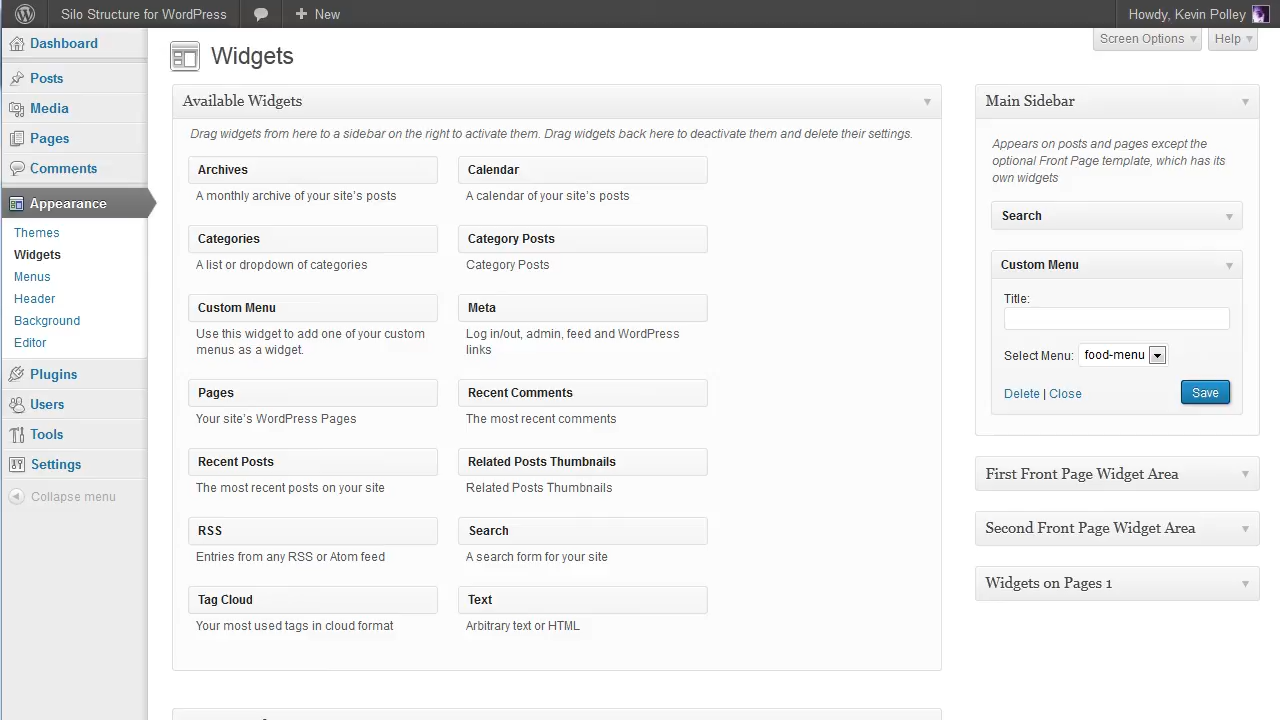 Silo Structure for WordPress
New
Howdy, Kevin Polley
Dashboard
Posts
Media
Pages
Comments
Appearance
Themes
Widgets
Menus
Header
Background
Editor
Plugins
Users
Tools
Settings
Collapse menu
Screen Options
Help
Widgets
Available Widgets
Drag widgets from here to a sidebar on the right to activate them. Drag widgets back here to deactivate them and delete their settings.
Archives
A monthly archive of your site's posts
Calendar
A calendar of your site's posts
Categories
A list or dropdown of categories
Category Posts
Category Posts
Custom Menu
Use this widget to add one of your custom
menus as a widget.
Meta
Log in/out, admin, feed and WordPress
links
Pages
Your site's WordPress Pages
Recent Comments
The most recent comments
Recent Posts
The most recent posts on your site
Related Posts Thumbnails
Related Posts Thumbnails
RSS
Entries from any RSS or Atom feed
Search
A search form for your site
Tag Cloud
Your most used tags in cloud format
Text
Arbitrary text or HTML
Main Sidebar
Appears on posts and pages except the
optional Front Page template, which has its
own widgets
Search
Custom Menu
Title:
Select Menu: food-menu
Delete | Close
Save
First Front Page Widget Area
Second Front Page Widget Area
Widgets on Pages 1